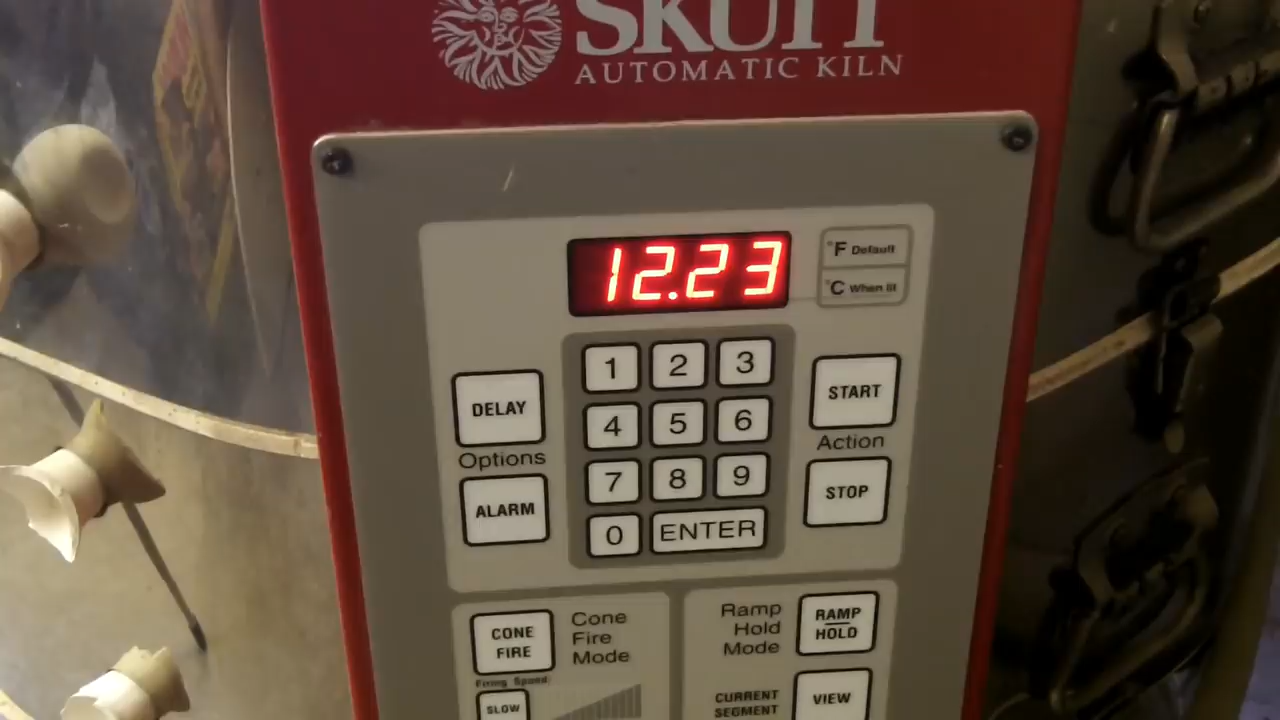 SKUTT
AUTOMATIC KILN
12.23
°F Default
°C When lit
1 2 3
4 5 6
7 8 9
0 ENTER
DELAY
Options
ALARM
START
Action
STOP
CONE
FIRE
Cone
Fire
Mode
Firing Speed:
SLOW
Ramp
Hold
Mode
RAMP
HOLD
CURRENT
SEGMENT
VIEW